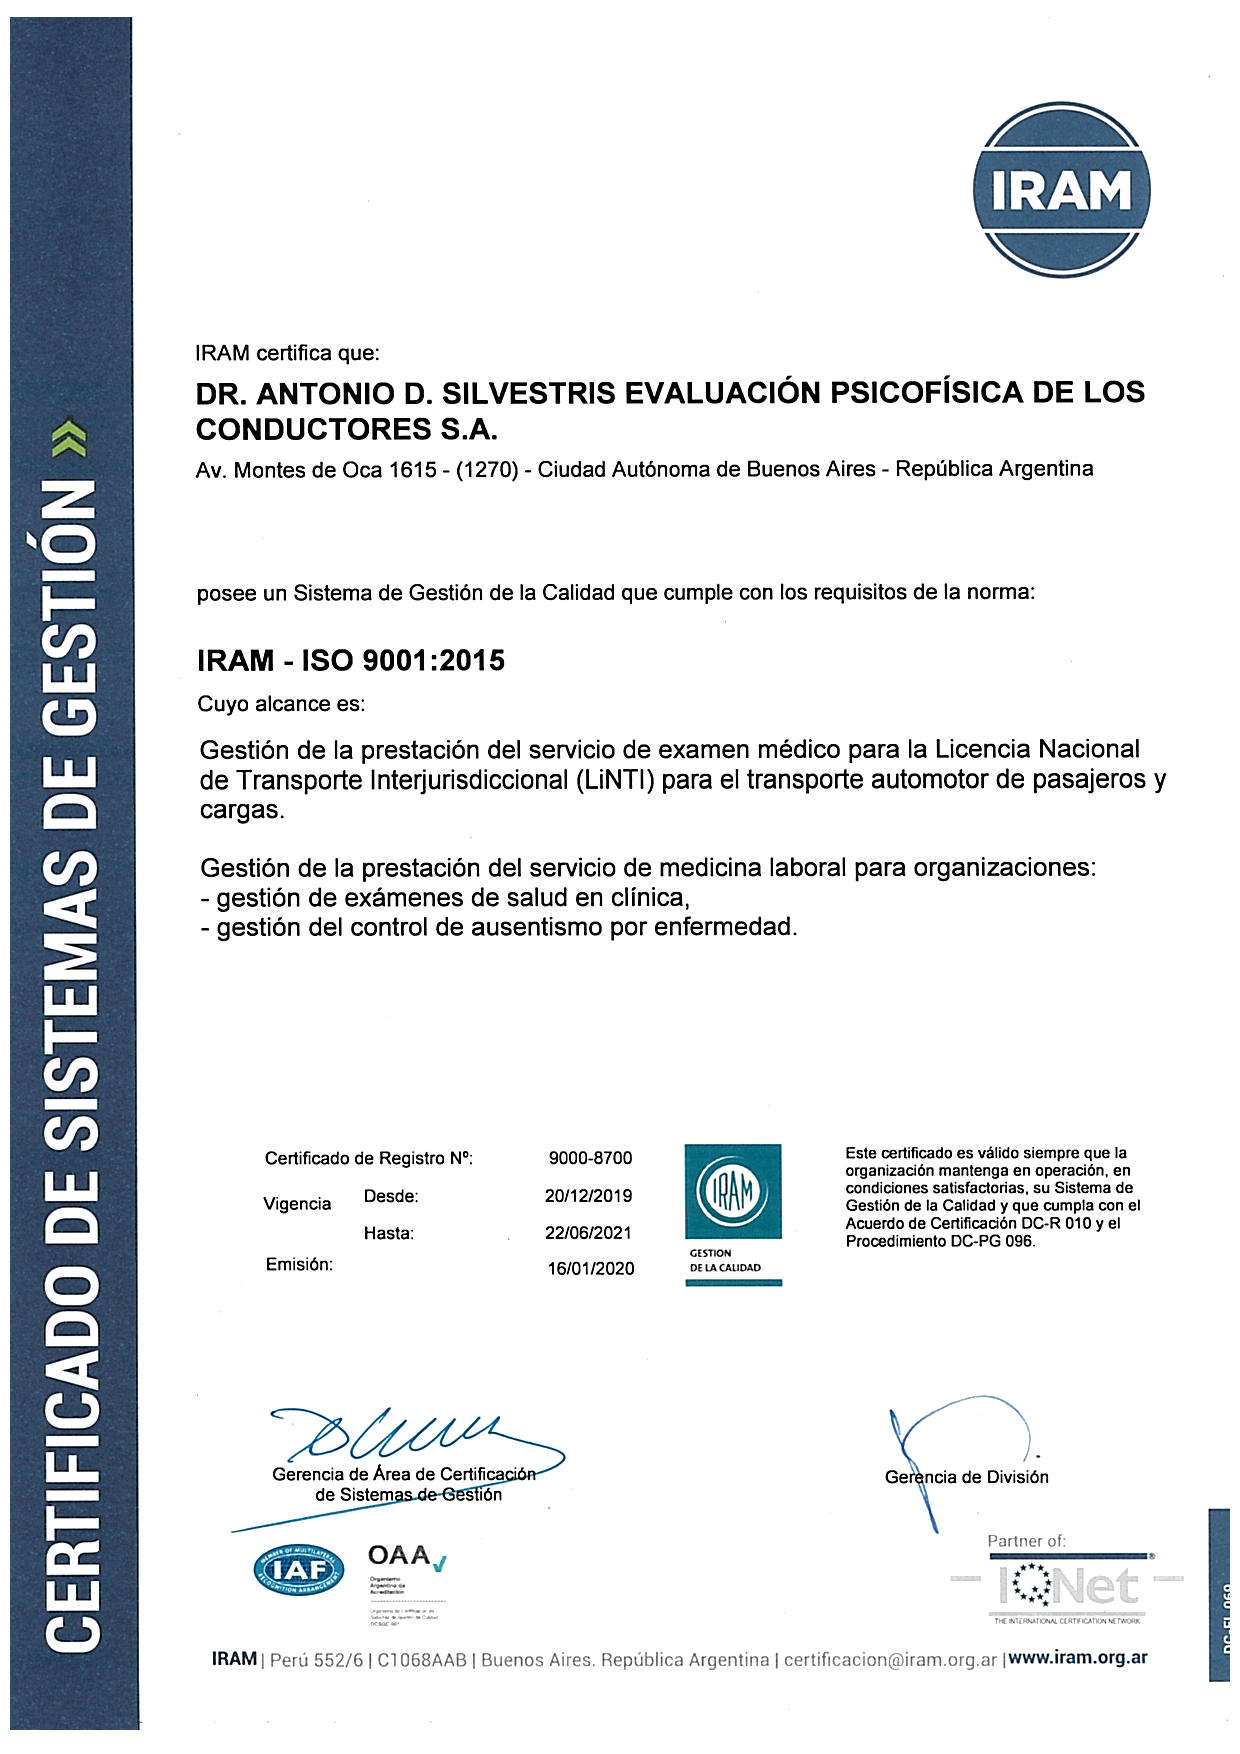 CERTIFICADO DE SISTEMAS DE GESTIÓN
IRAM
IRAM certifica que:
DR. ANTONIO D. SILVESTRIS EVALUACIÓN PSICOFÍSICA DE LOS
CONDUCTORES S.A.
Av. Montes de Oca 1615 - (1270) - Ciudad Autónoma de Buenos Aires - República Argentina
posee un Sistema de Gestión de la Calidad que cumple con los requisitos de la norma:
IRAM - ISO 9001:2015
Cuyo alcance es:
Gestión de la prestación del servicio de examen médico para la Licencia Nacional
de Transporte Interjurisdiccional (LiNTI) para el transporte automotor de pasajeros y
cargas.
Gestión de la prestación del servicio de medicina laboral para organizaciones:
- gestión de exámenes de salud en clínica,
- gestión del control de ausentismo por enfermedad.
Certificado de Registro Nº: 9000-8700
Vigencia Desde: 20/12/2019
Hasta: 22/06/2021
Emisión: 16/01/2020
IRAM
GESTION
DE LA CALIDAD
Este certificado es válido siempre que la
organización mantenga en operación, en
condiciones satisfactorias, su Sistema de
Gestión de la Calidad y que cumpla con el
Acuerdo de Certificación DC-R 010 y el
Procedimiento DC-PG 096.
Gerencia de Área de Certificación
de Sistemas de Gestión
Gerencia de División
MEMBER OF MULTILATERAL
IAF
RECOGNITION ARRANGEMENT
OAA
Organismo
Argentino de
Acreditación
Partner of:
IQNet
THE INTERNATIONAL CERTIFICATION NETWORK
IRAM | Perú 552/6 | C1068AAB | Buenos Aires. República Argentina | certificacion@iram.org.ar | www.iram.org.ar